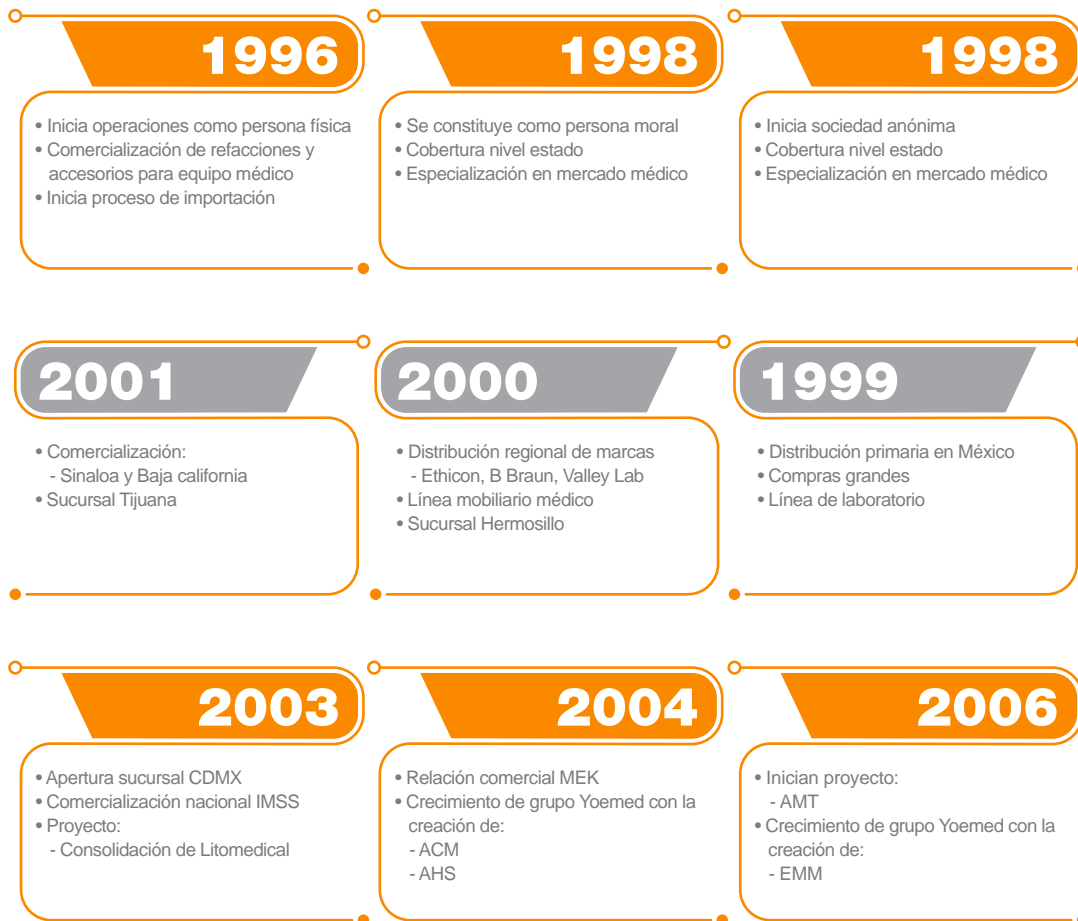 1996
• Inicia operaciones como persona física
• Comercialización de refacciones y
accesorios para equipo médico
• Inicia proceso de importación
1998
• Se constituye como persona moral
• Cobertura nivel estado
• Especialización en mercado médico
1998
• Inicia sociedad anónima
• Cobertura nivel estado
• Especialización en mercado médico
2001
• Comercialización:
- Sinaloa y Baja california
• Sucursal Tijuana
2000
• Distribución regional de marcas
- Ethicon, B Braun, Valley Lab
• Línea mobiliario médico
• Sucursal Hermosillo
1999
• Distribución primaria en México
• Compras grandes
• Línea de laboratorio
2003
• Apertura sucursal CDMX
• Comercialización nacional IMSS
• Proyecto:
- Consolidación de Litomedical
2004
• Relación comercial MEK
• Crecimiento de grupo Yoemed con la
creación de:
- ACM
- AHS
2006
• Inician proyecto:
- AMT
• Crecimiento de grupo Yoemed con la
creación de:
- EMM